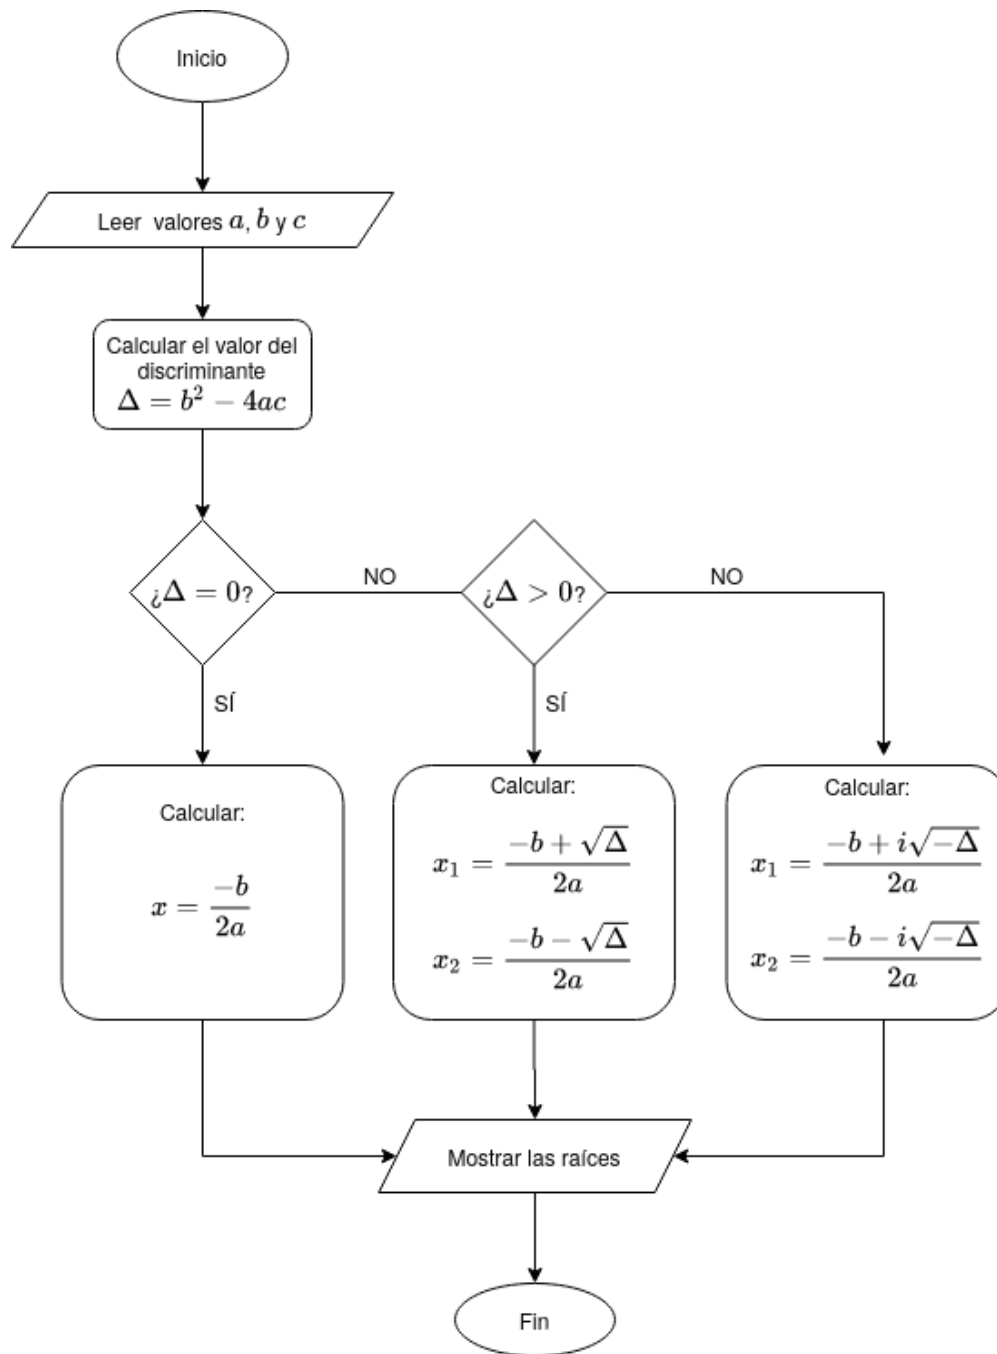 Inicio
Leer valores a, b y c
Calcular el valor del
discriminante
Δ = b² − 4ac
¿Δ = 0?
NO
¿Δ > 0?
NO
SÍ
SÍ
Calcular:
x = −b / 2a
Calcular:
x₁ = (−b + √Δ) / 2a
x₂ = (−b − √Δ) / 2a
Calcular:
x₁ = (−b + i√−Δ) / 2a
x₂ = (−b − i√−Δ) / 2a
Mostrar las raíces
Fin